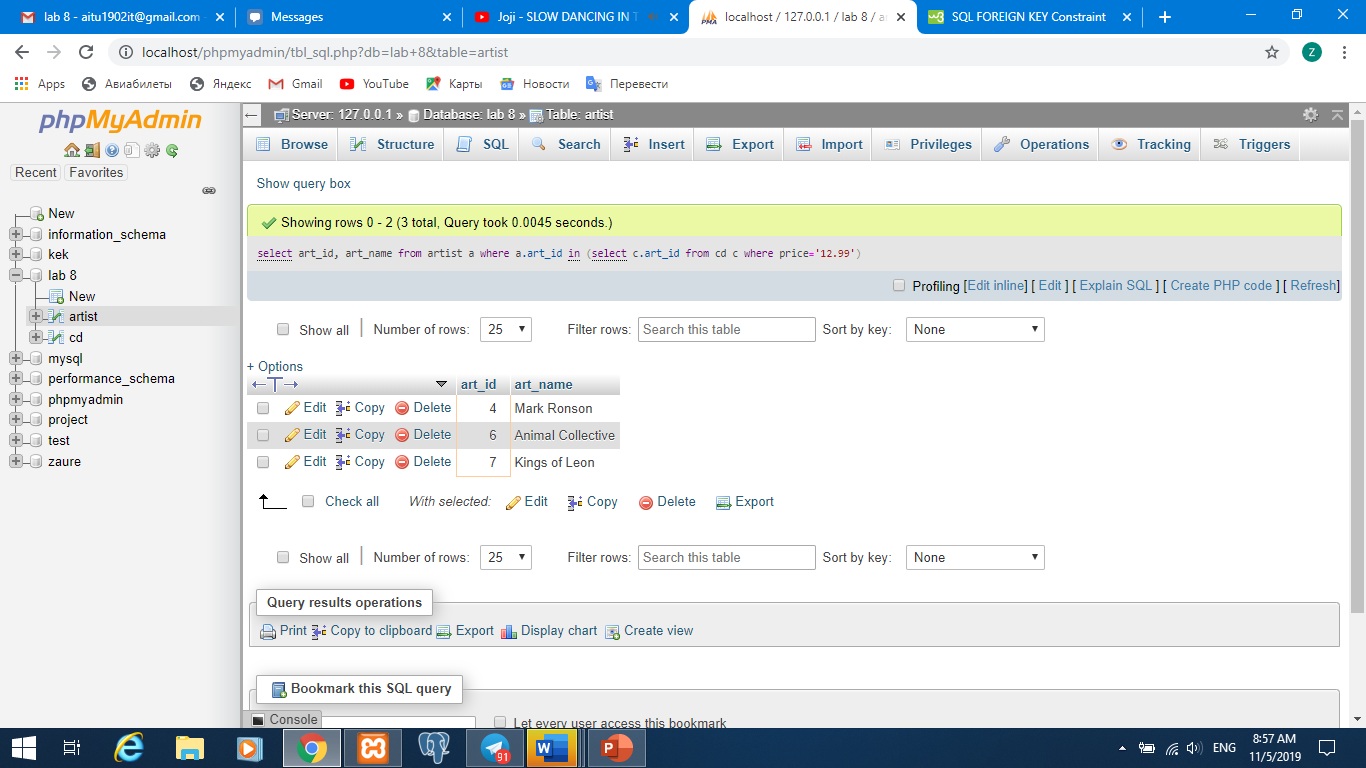 lab 8 - aitu1902it@gmail.com
Messages
Joji - SLOW DANCING IN T
localhost / 127.0.0.1 / lab 8 / a
SQL FOREIGN KEY Constraint
localhost/phpmyadmin/tbl_sql.php?db=lab+8&table=artist
Z
Apps Авиабилеты Яндекс Gmail YouTube Карты Новости Перевести
phpMyAdmin
Recent Favorites
New
information_schema
kek
lab 8
New
artist
cd
mysql
performance_schema
phpmyadmin
project
test
zaure
Server: 127.0.0.1 » Database: lab 8 » Table: artist
Browse Structure SQL Search Insert Export Import Privileges Operations Tracking Triggers
Show query box
Showing rows 0 - 2 (3 total, Query took 0.0045 seconds.)
select art_id, art_name from artist a where a.art_id in (select c.art_id from cd c where price='12.99')
Profiling [Edit inline] [ Edit ] [ Explain SQL ] [ Create PHP code ] [ Refresh]
Show all | Number of rows: 25 Filter rows: Search this table Sort by key: None
+ Options
←T→ art_id art_name
Edit Copy Delete 4 Mark Ronson
Edit Copy Delete 6 Animal Collective
Edit Copy Delete 7 Kings of Leon
Check all With selected: Edit Copy Delete Export
Show all | Number of rows: 25 Filter rows: Search this table Sort by key: None
Query results operations
Print Copy to clipboard Export Display chart Create view
Bookmark this SQL query
Console
Let every user access this bookmark
91
ENG
8:57 AM
11/5/2019